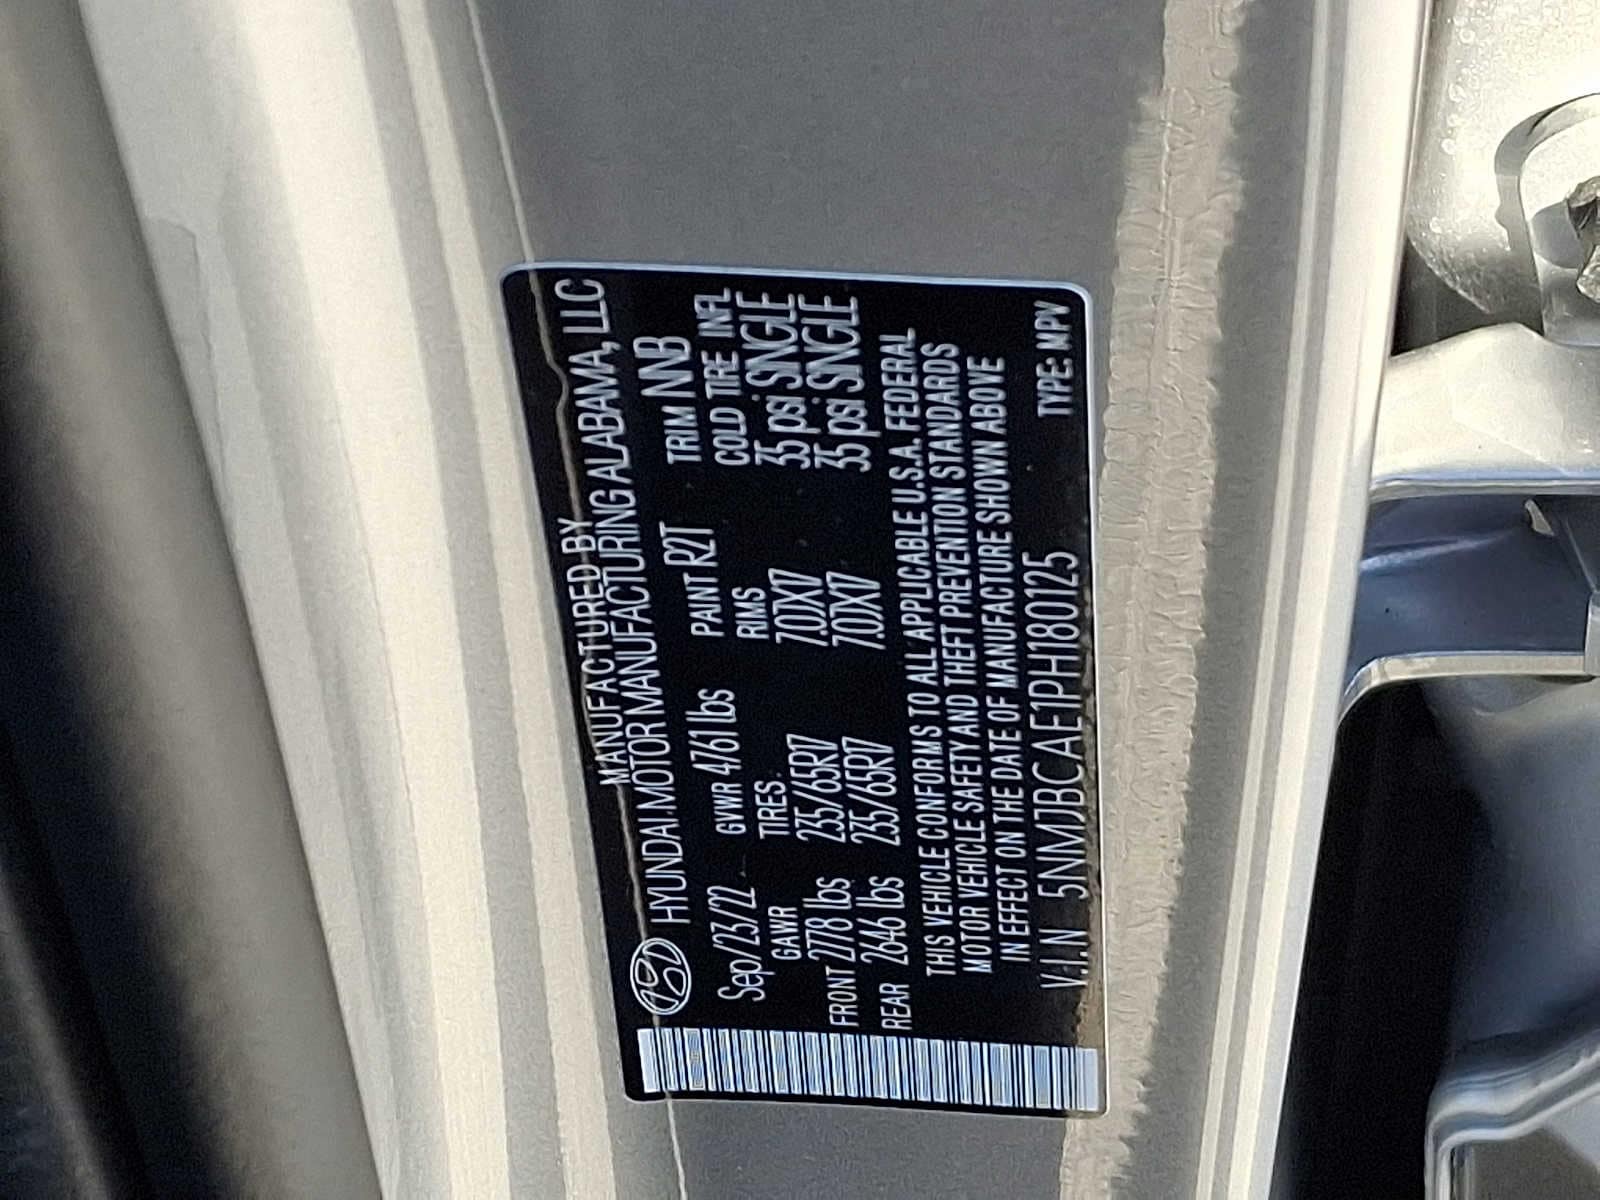 MANUFACTURED BY
HYUNDAI MOTOR MANUFACTURING ALABAMA, LLC
Sep/23/22 GVWR 4761 lbs PAINT R2T TRIM NNB
GAWR TIRES. RIMS COLD TIRE INFL
FRONT 2778 lbs 235/65R17 7.0JX17 35 psi SINGLE
REAR 2646 lbs 235/65R17 7.0JX17 35 psi SINGLE
THIS VEHICLE CONFORMS TO ALL APPLICABLE U.S.A. FEDERAL
MOTOR VEHICLE SAFETY AND THEFT PREVENTION STANDARDS
IN EFFECT ON THE DATE OF MANUFACTURE SHOWN ABOVE
V.I.N 5NMJBCAE1PH180125 TYPE: MPV